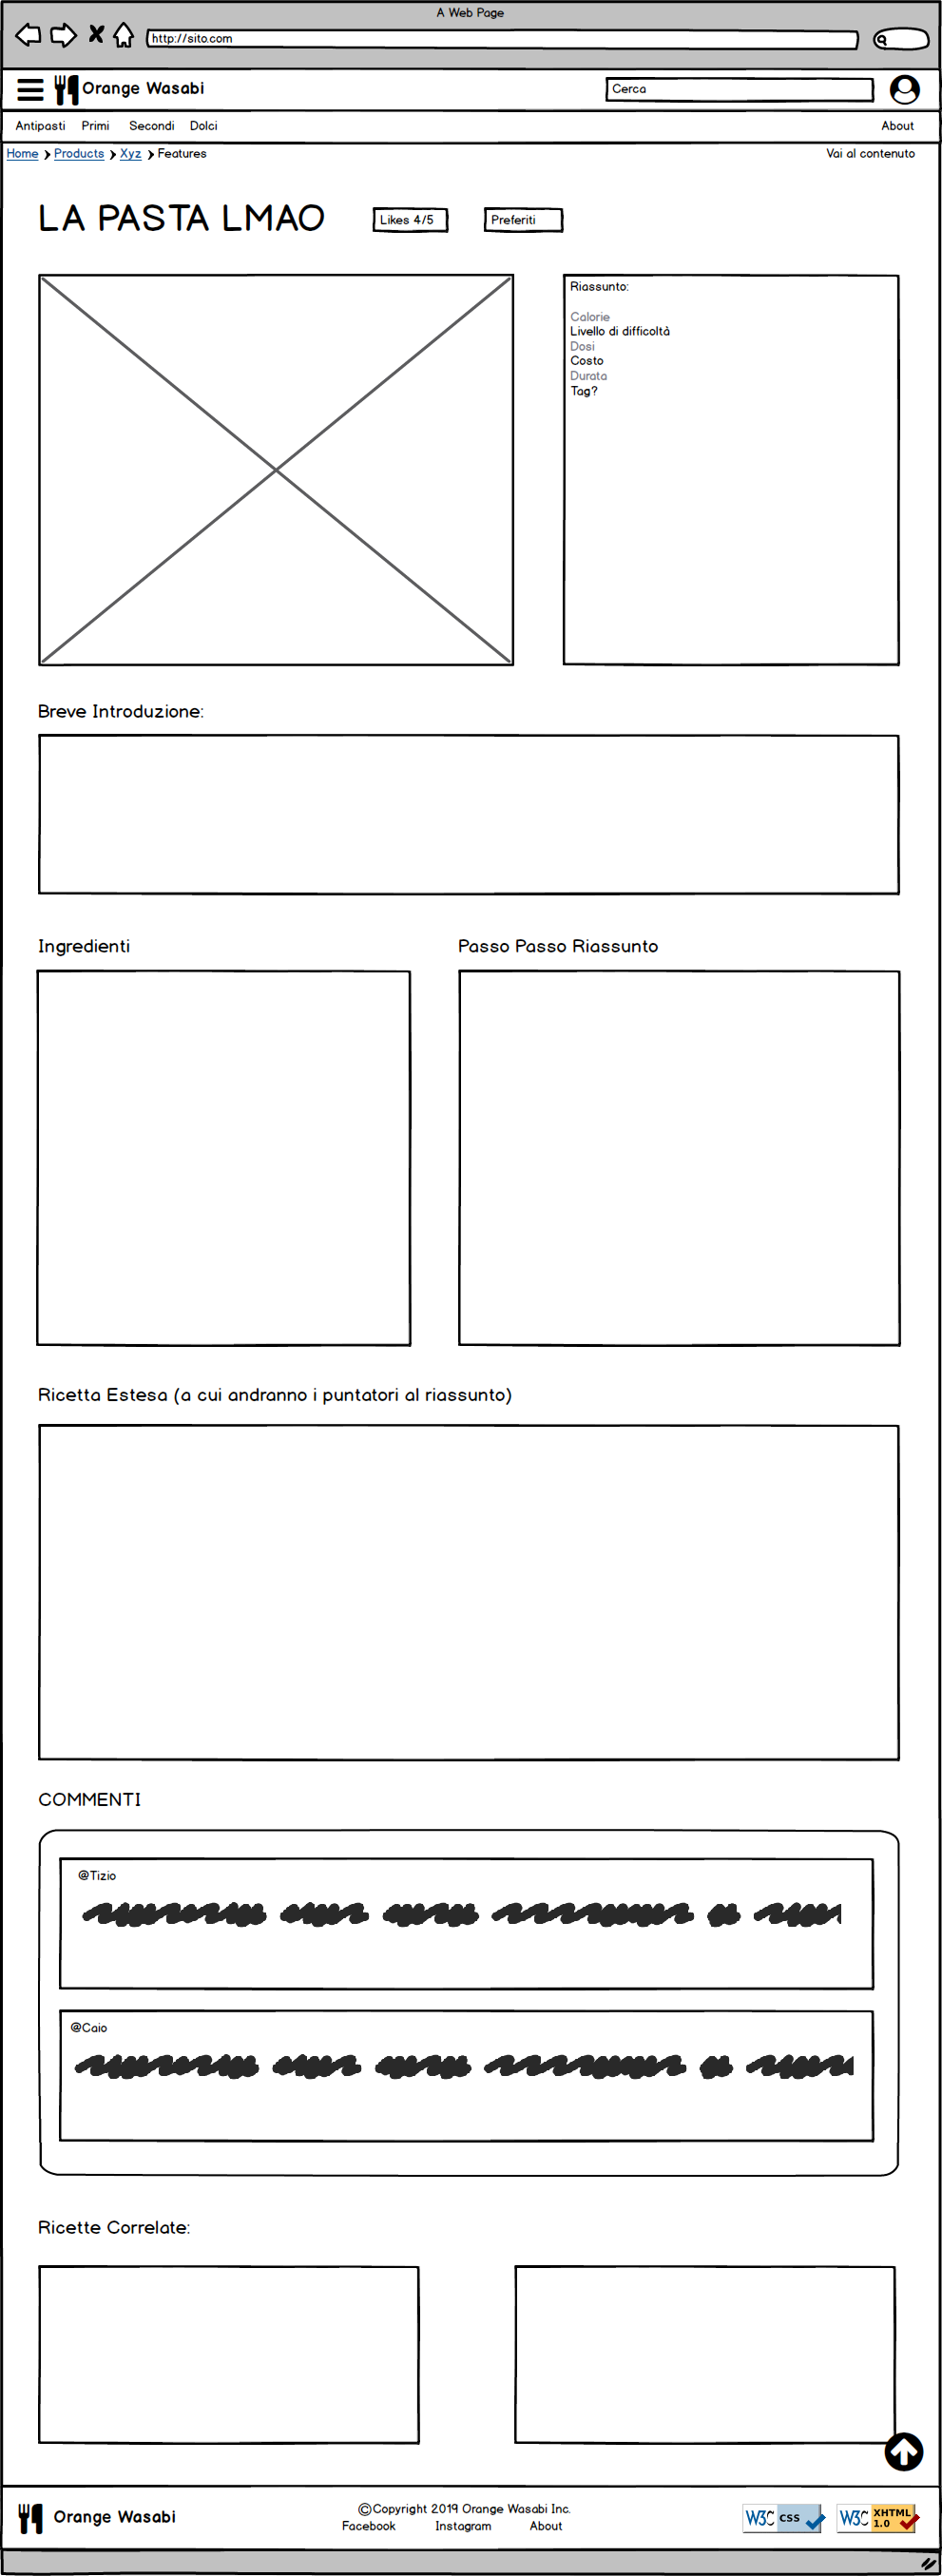 A Web Page
http://sito.com
Orange Wasabi
Cerca
Antipasti Primi Secondi Dolci About
Home Products Xyz Features Vai al contenuto
LA PASTA LMAO Likes 4/5 Preferiti
Riassunto:
Calorie
Livello di difficoltà
Dosi
Costo
Durata
Tag?
Breve Introduzione:
Ingredienti
Passo Passo Riassunto
Ricetta Estesa (a cui andranno i puntatori al riassunto)
COMMENTI
@Tizio
@Caio
Ricette Correlate:
Orange Wasabi
©Copyright 2019 Orange Wasabi Inc.
Facebook Instagram About
W3C CSS
W3C XHTML 1.0